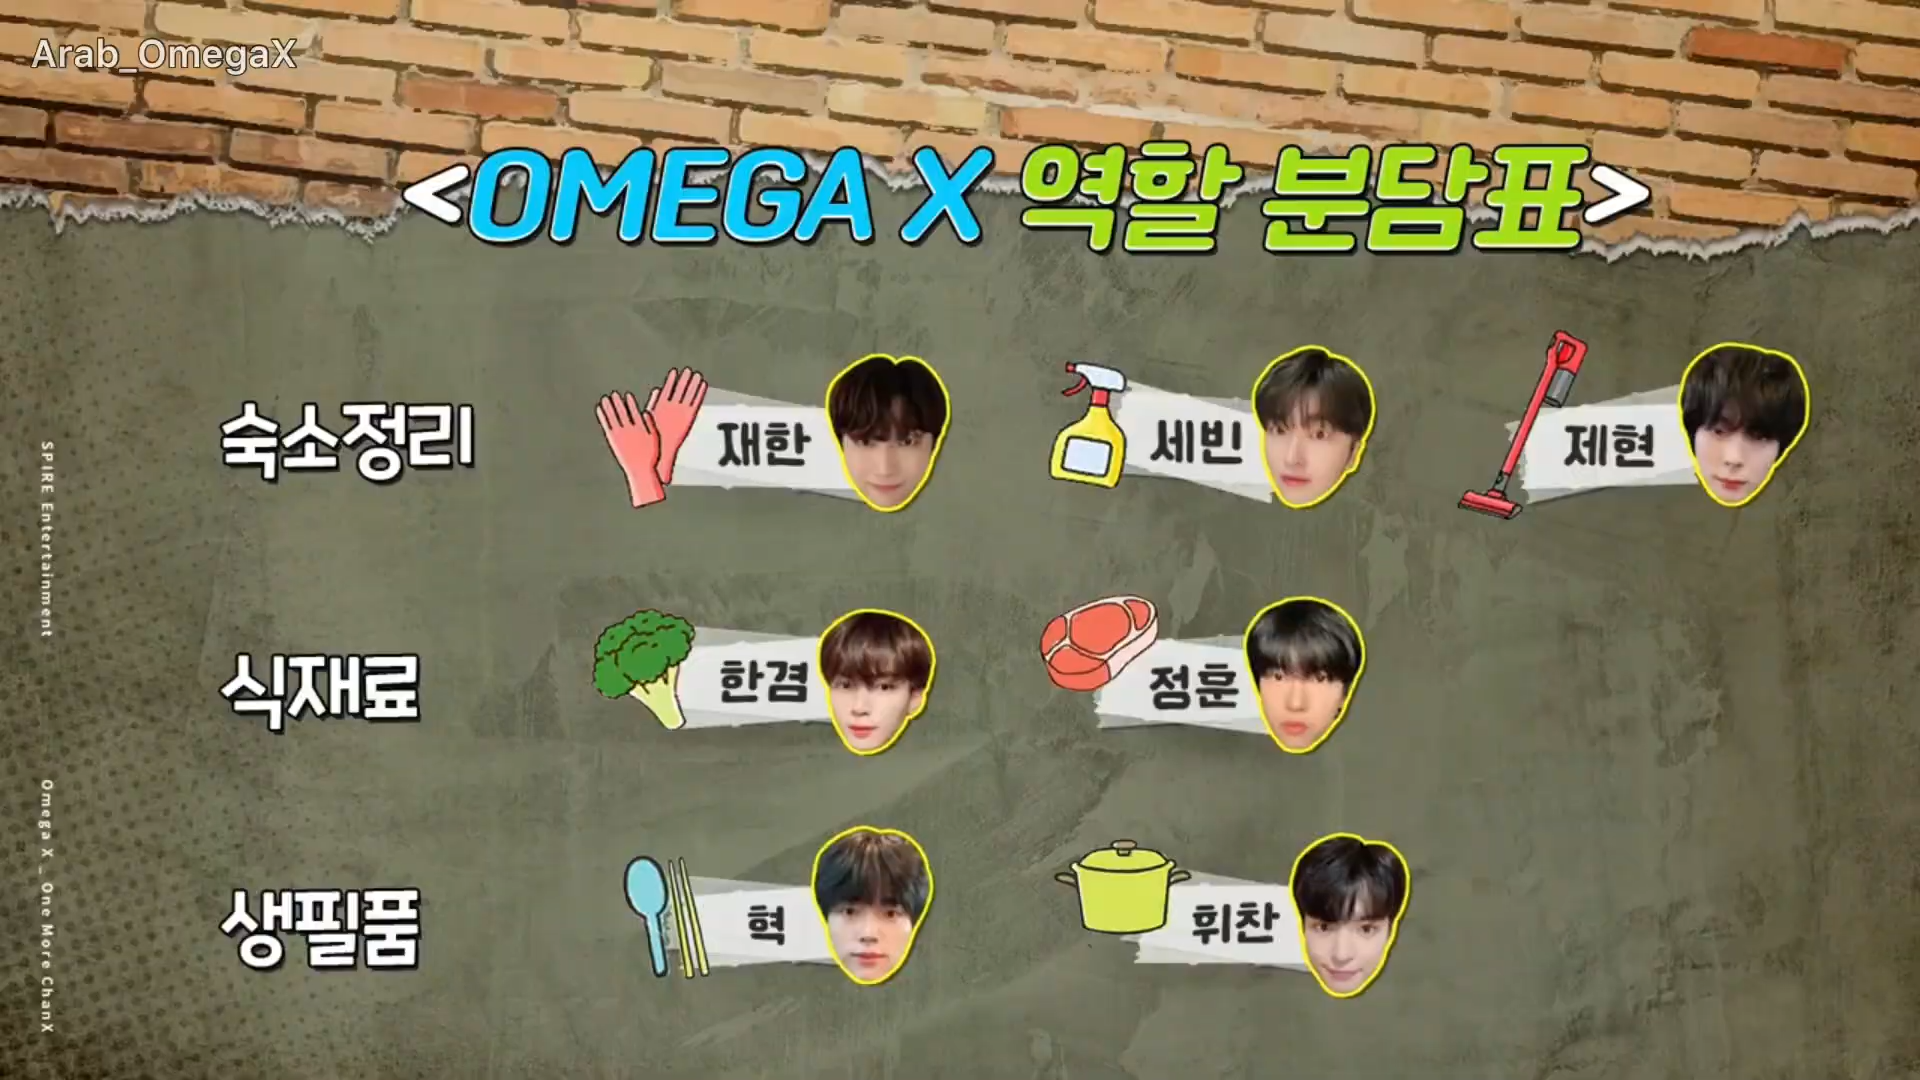 Arab_OmegaX
<OMEGA X 역할 분담표>
숙소정리 재한 세빈 제현
식재료 한겸 정훈
생필품 혁 휘찬
SPIRE Entertainment
Omega X _ One More ChanX